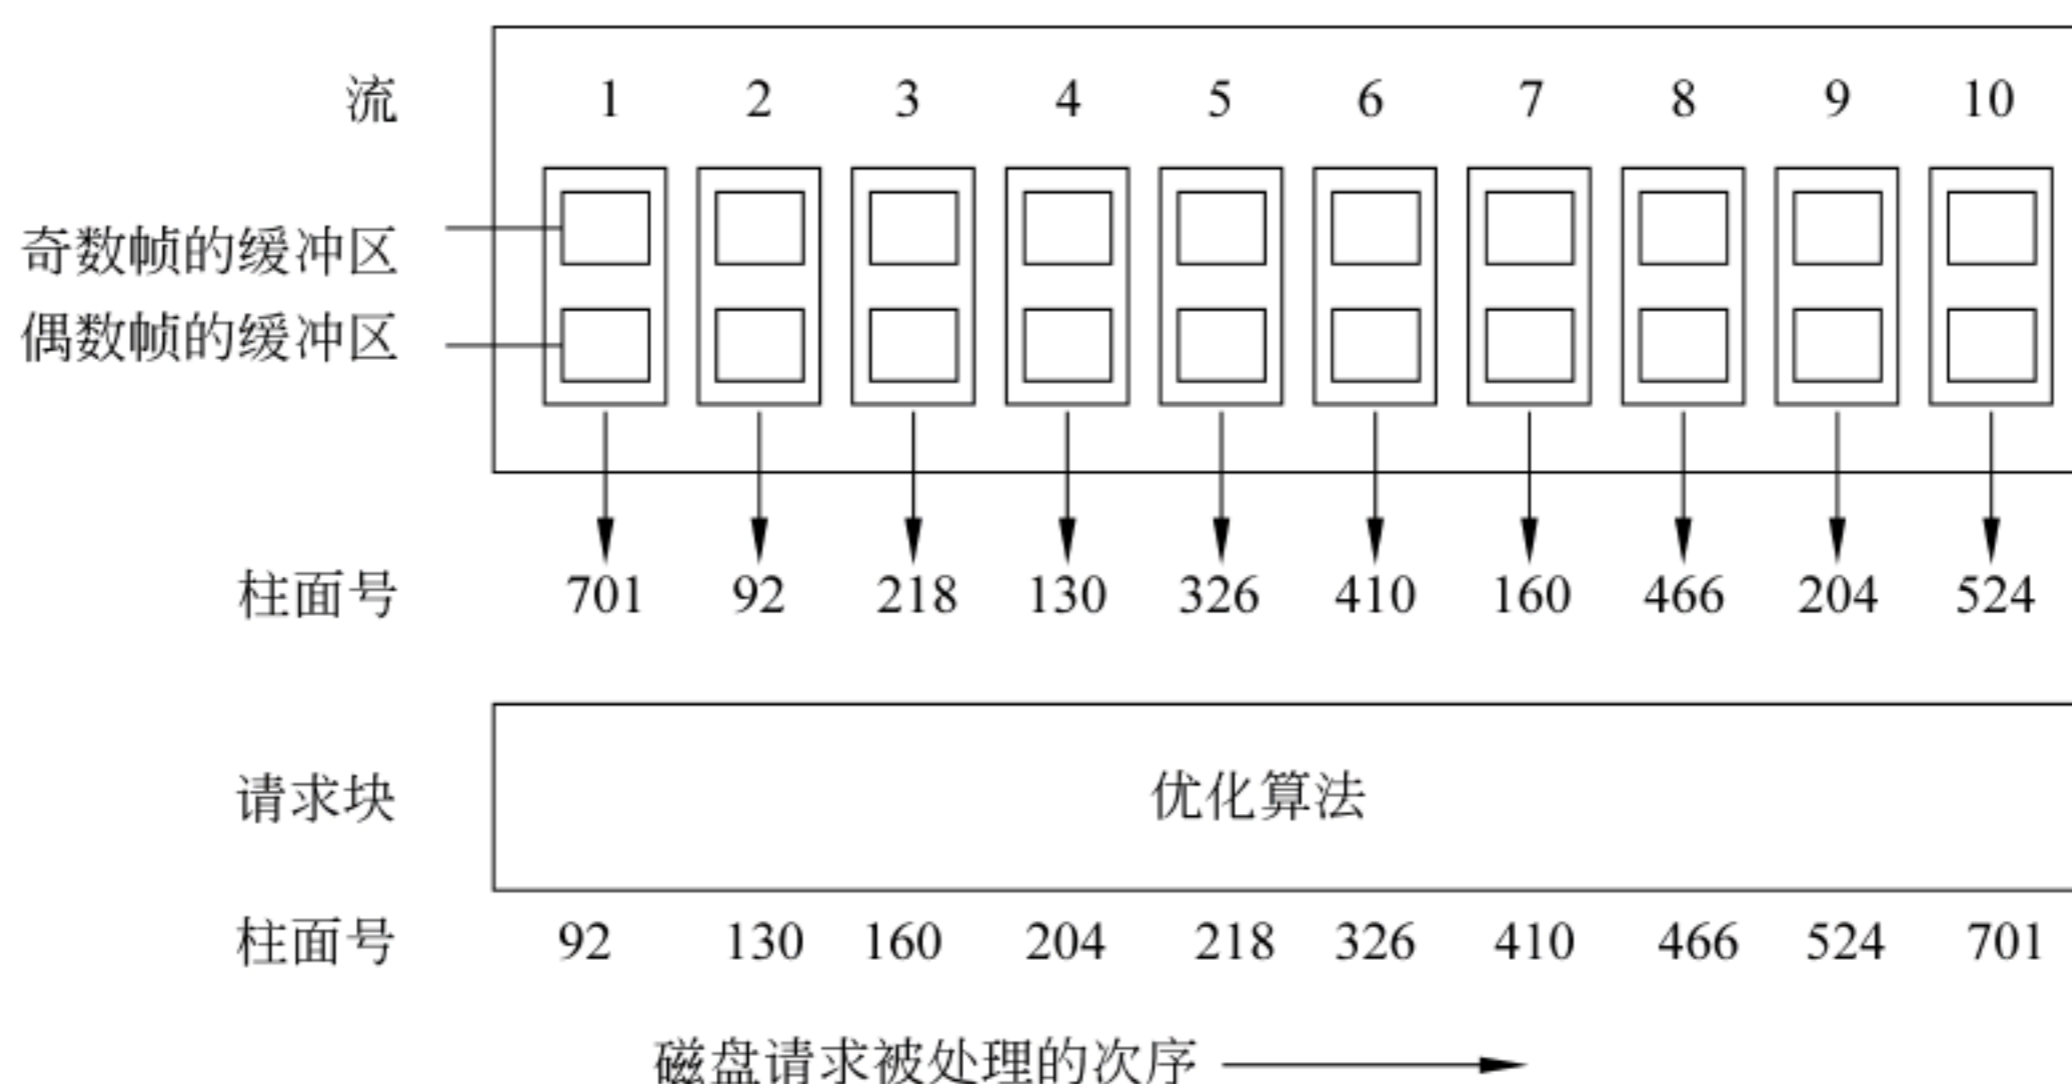 流 1 2 3 4 5 6 7 8 9 10
奇数帧的缓冲区
偶数帧的缓冲区
柱面号 701 92 218 130 326 410 160 466 204 524
请求块 优化算法
柱面号 92 130 160 204 218 326 410 466 524 701
磁盘请求被处理的次序